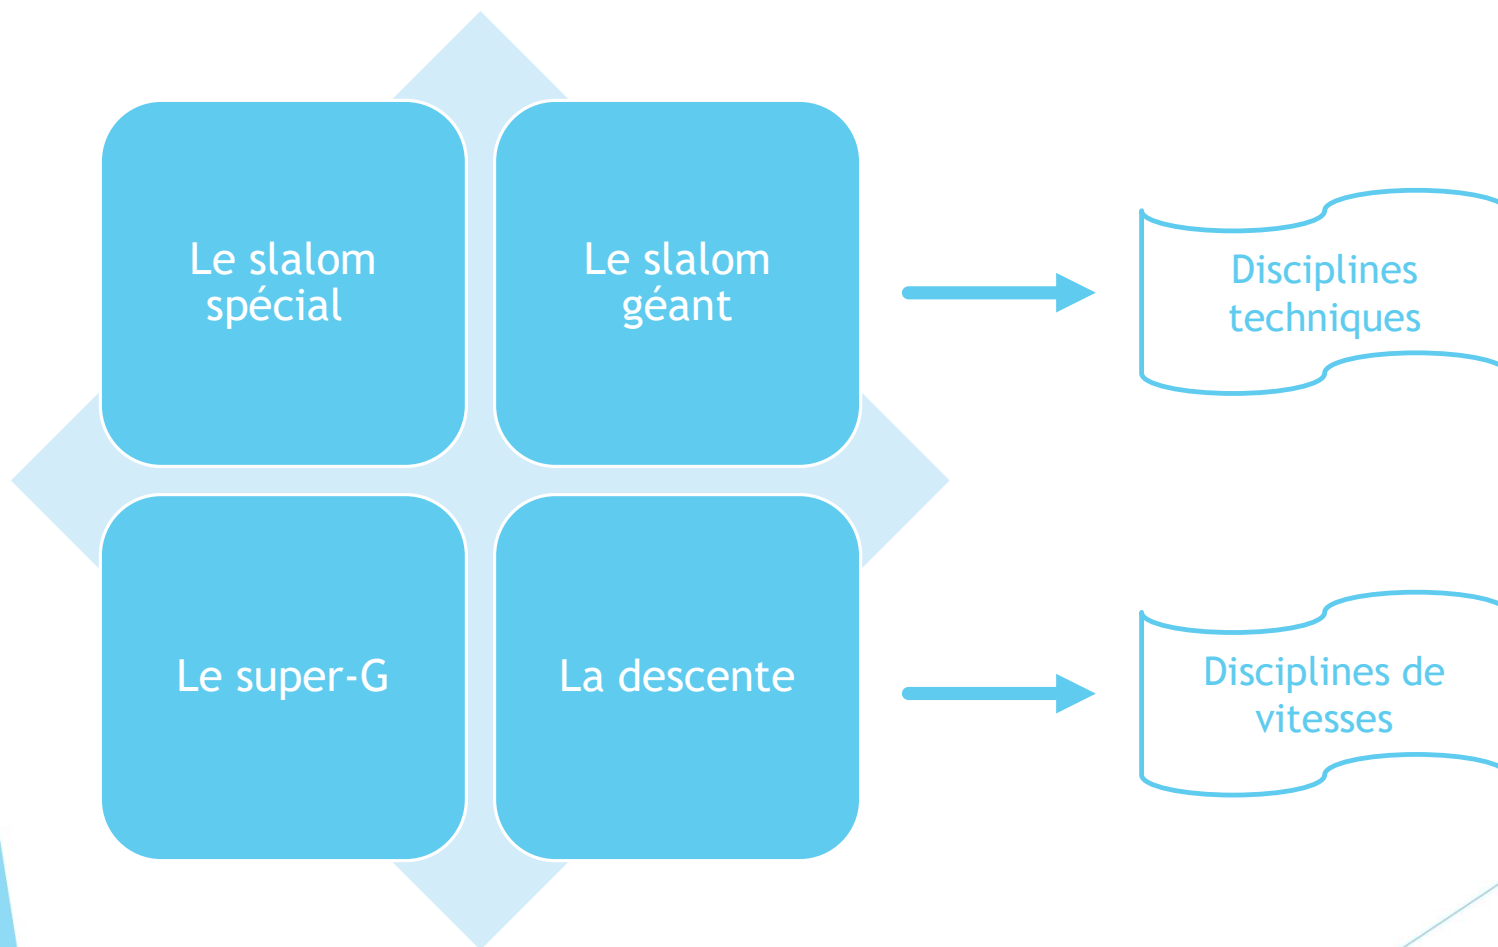 Le slalom
spécial
Le slalom
géant
Disciplines
techniques
Le super-G
La descente
Disciplines de
vitesses